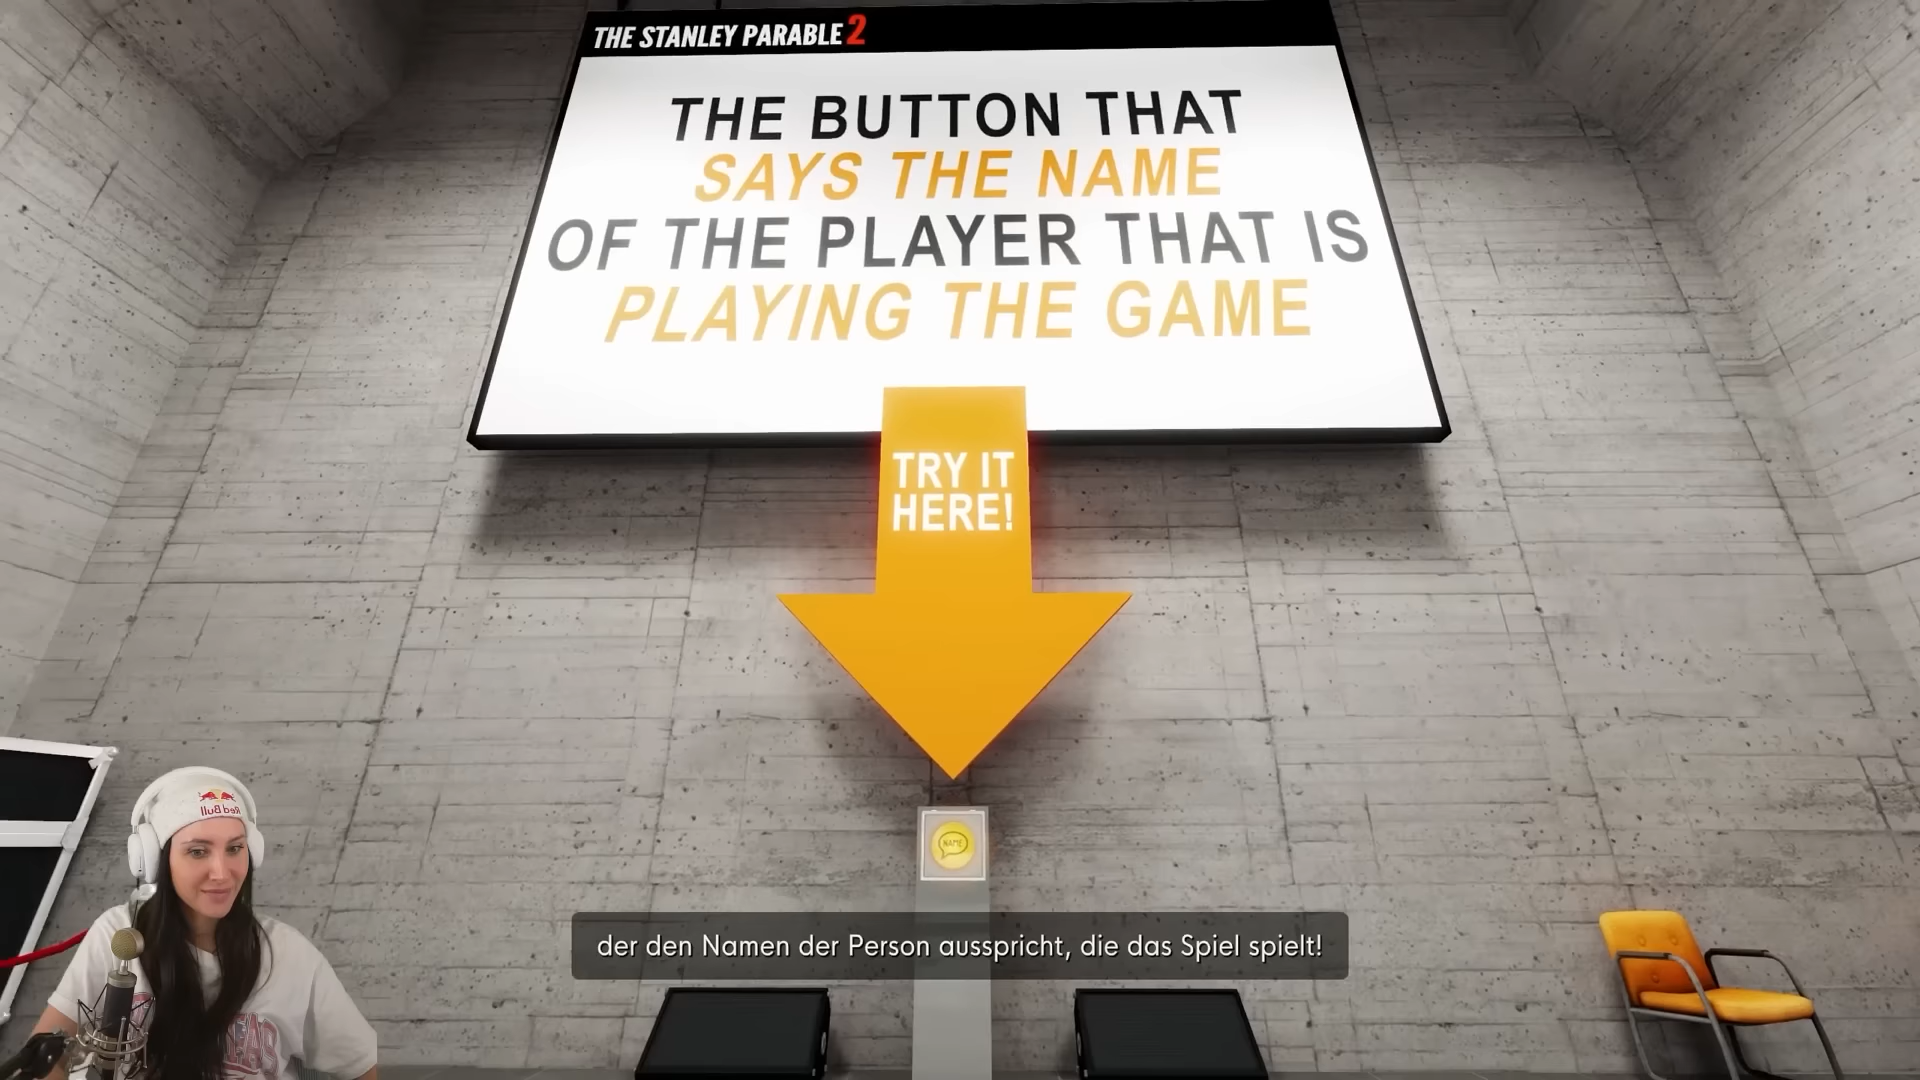 THE STANLEY PARABLE 2
THE BUTTON THAT
SAYS THE NAME
OF THE PLAYER THAT IS
PLAYING THE GAME
TRY IT
HERE!
NAME
Red Bull
der den Namen der Person ausspricht, die das Spiel spielt!